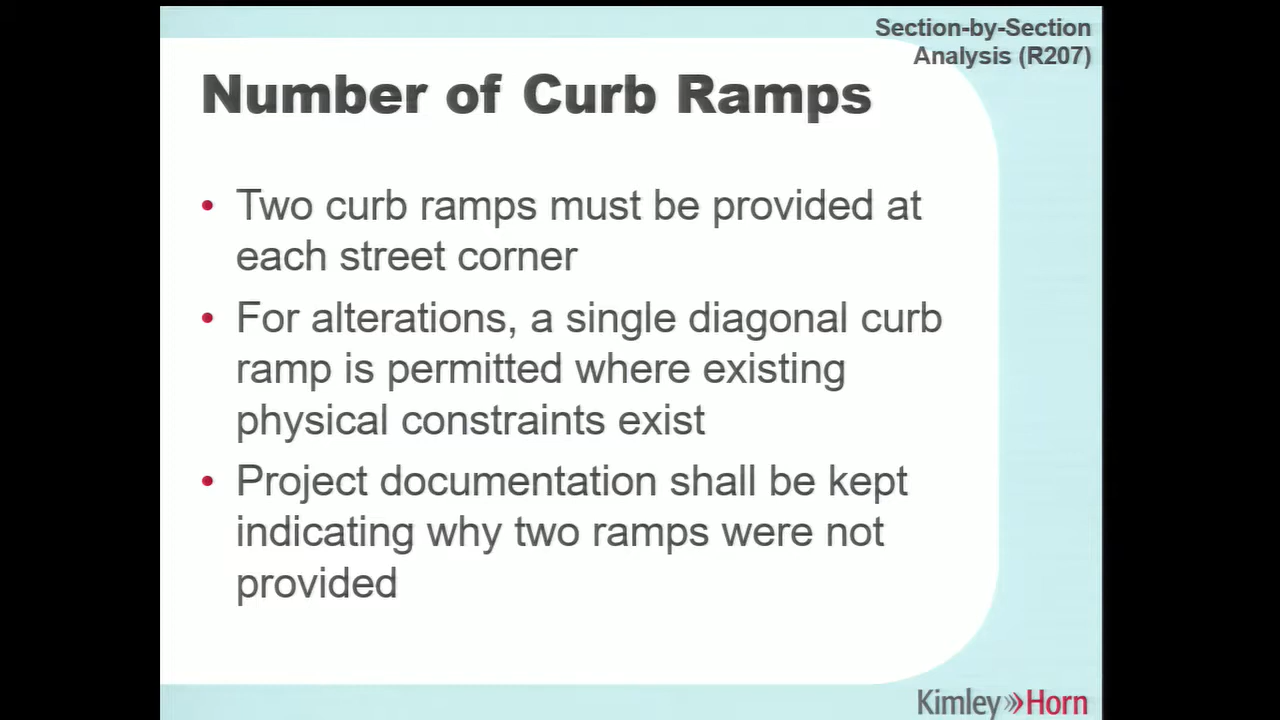 Section-by-Section
Analysis (R207)
Number of Curb Ramps
• Two curb ramps must be provided at
each street corner
• For alterations, a single diagonal curb
ramp is permitted where existing
physical constraints exist
• Project documentation shall be kept
indicating why two ramps were not
provided
Kimley»Horn